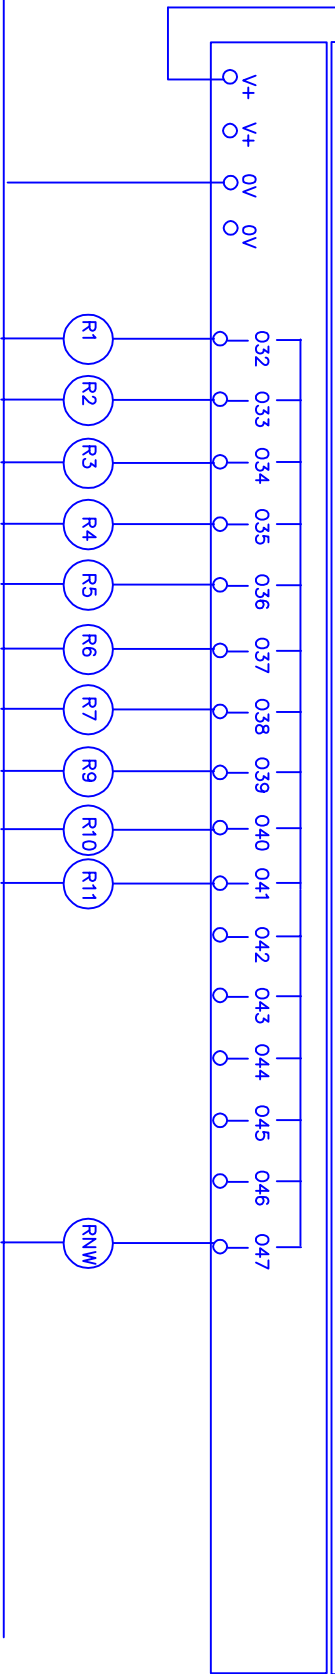 V+
V+
0V
0V
R1 032
R2 033
R3 034
R4 035
R5 036
R6 037
R7 038
R9 039
R10 040
R11 041
042
043
044
045
046
RNW 047